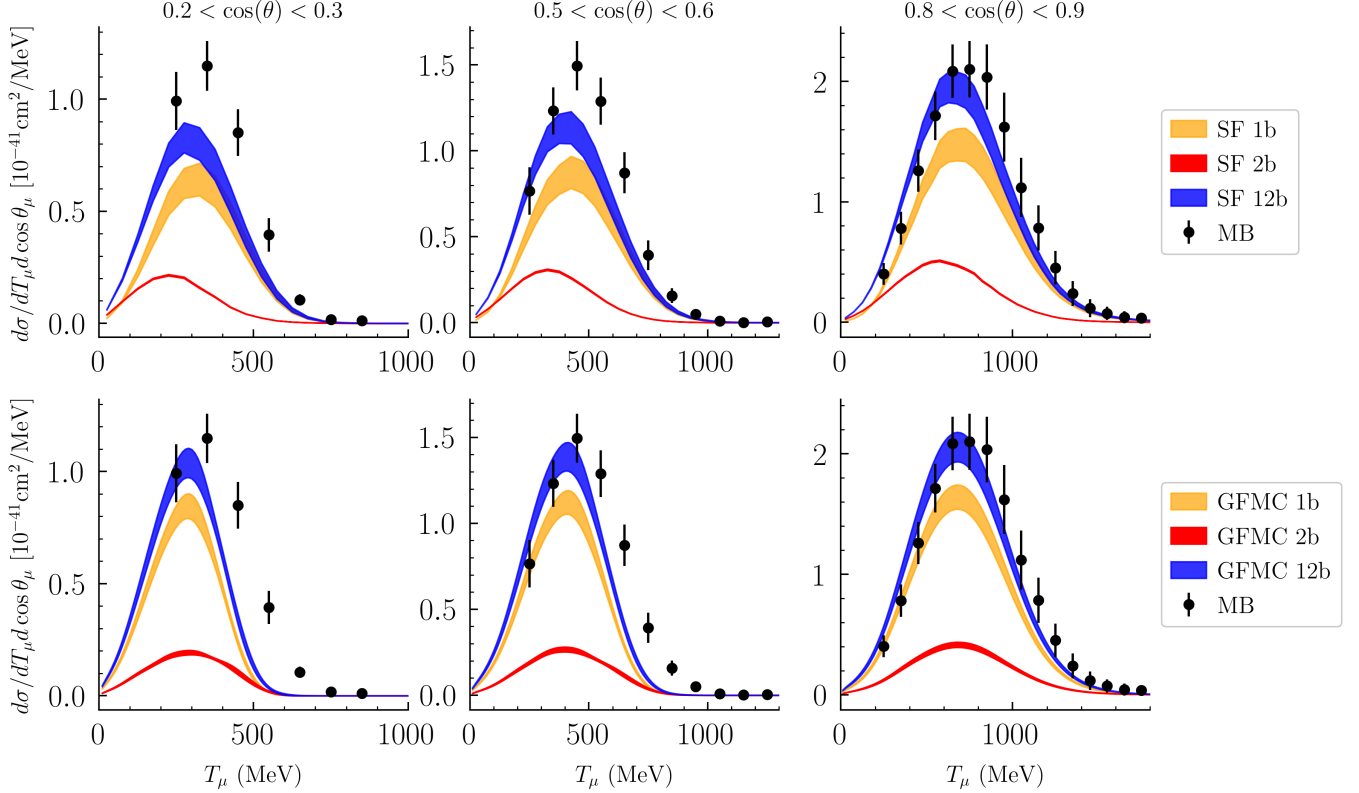 0.2 < cos(θ) < 0.3
0.5 < cos(θ) < 0.6
0.8 < cos(θ) < 0.9
dσ/dT_μ d cos θ_μ [10^{−41} cm²/MeV]
1.0
0.5
0.0
0 500 1000
1.5
1.0
0.5
0.0
0 500 1000
2
1
0
0 1000
SF 1b
SF 2b
SF 12b
MB
dσ/dT_μ d cos θ_μ [10^{−41} cm²/MeV]
1.0
0.5
0.0
0 500 1000
T_μ (MeV)
1.5
1.0
0.5
0.0
0 500 1000
T_μ (MeV)
2
1
0
0 1000
T_μ (MeV)
GFMC 1b
GFMC 2b
GFMC 12b
MB